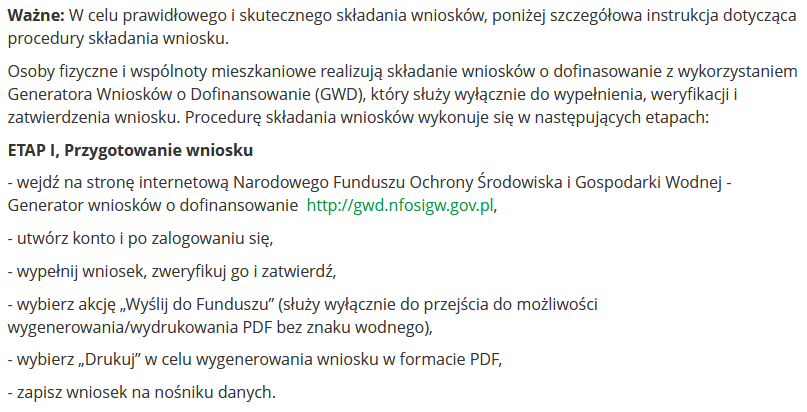 Ważne: W celu prawidłowego i skutecznego składania wniosków, poniżej szczegółowa instrukcja dotycząca
procedury składania wniosku.
Osoby fizyczne i wspólnoty mieszkaniowe realizują składanie wniosków o dofinasowanie z wykorzystaniem
Generatora Wniosków o Dofinansowanie (GWD), który służy wyłącznie do wypełnienia, weryfikacji i
zatwierdzenia wniosku. Procedurę składania wniosków wykonuje się w następujących etapach:
ETAP I, Przygotowanie wniosku
- wejdź na stronę internetową Narodowego Funduszu Ochrony Środowiska i Gospodarki Wodnej -
Generator wniosków o dofinansowanie http://gwd.nfosigw.gov.pl,
- utwórz konto i po zalogowaniu się,
- wypełnij wniosek, zweryfikuj go i zatwierdź,
- wybierz akcję „Wyślij do Funduszu” (służy wyłącznie do przejścia do możliwości
wygenerowania/wydrukowania PDF bez znaku wodnego),
- wybierz „Drukuj” w celu wygenerowania wniosku w formacie PDF,
- zapisz wniosek na nośniku danych.